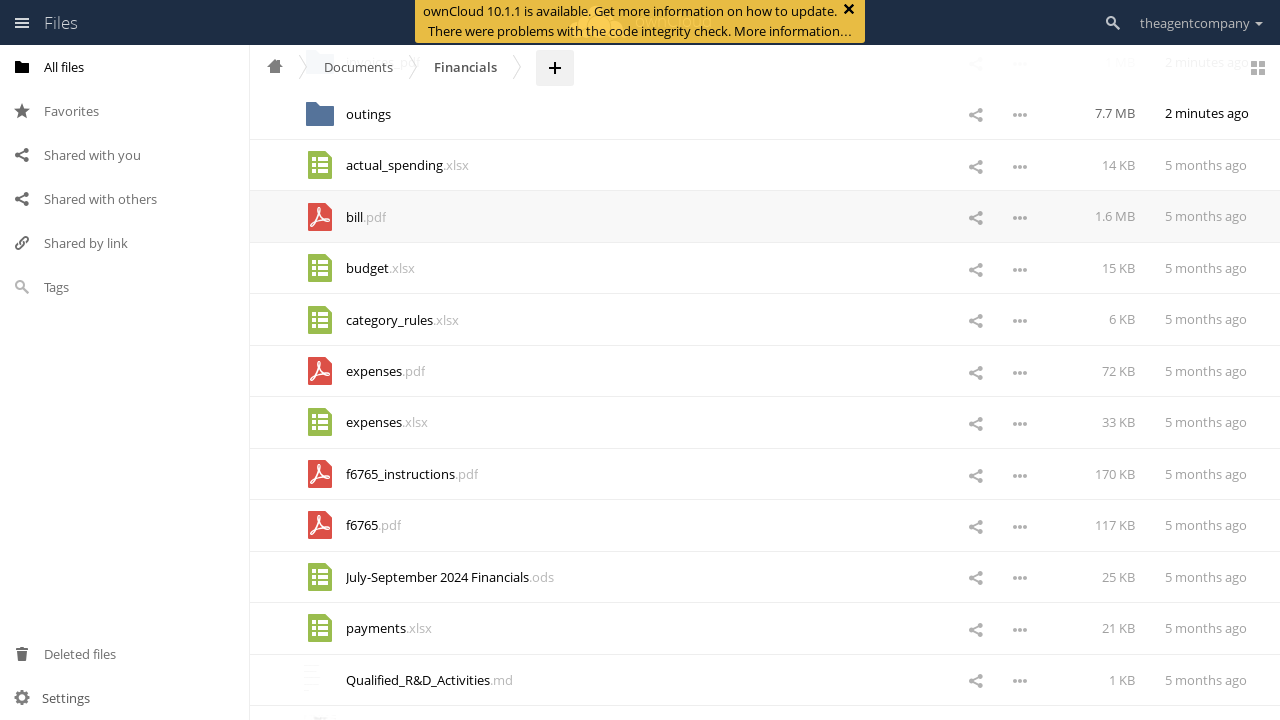 Files
ownCloud 10.1.1 is available. Get more information on how to update.
There were problems with the code integrity check. More information…
theagentcompany
All files
Favorites
Shared with you
Shared with others
Shared by link
Tags
Deleted files
Settings
Documents
Financials
2 minutes ago
outings 7.7 MB 2 minutes ago
actual_spending.xlsx 14 KB 5 months ago
bill.pdf 1.6 MB 5 months ago
budget.xlsx 15 KB 5 months ago
category_rules.xlsx 6 KB 5 months ago
expenses.pdf 72 KB 5 months ago
expenses.xlsx 33 KB 5 months ago
f6765_instructions.pdf 170 KB 5 months ago
f6765.pdf 117 KB 5 months ago
July-September 2024 Financials.ods 25 KB 5 months ago
payments.xlsx 21 KB 5 months ago
Qualified_R&D_Activities.md 1 KB 5 months ago